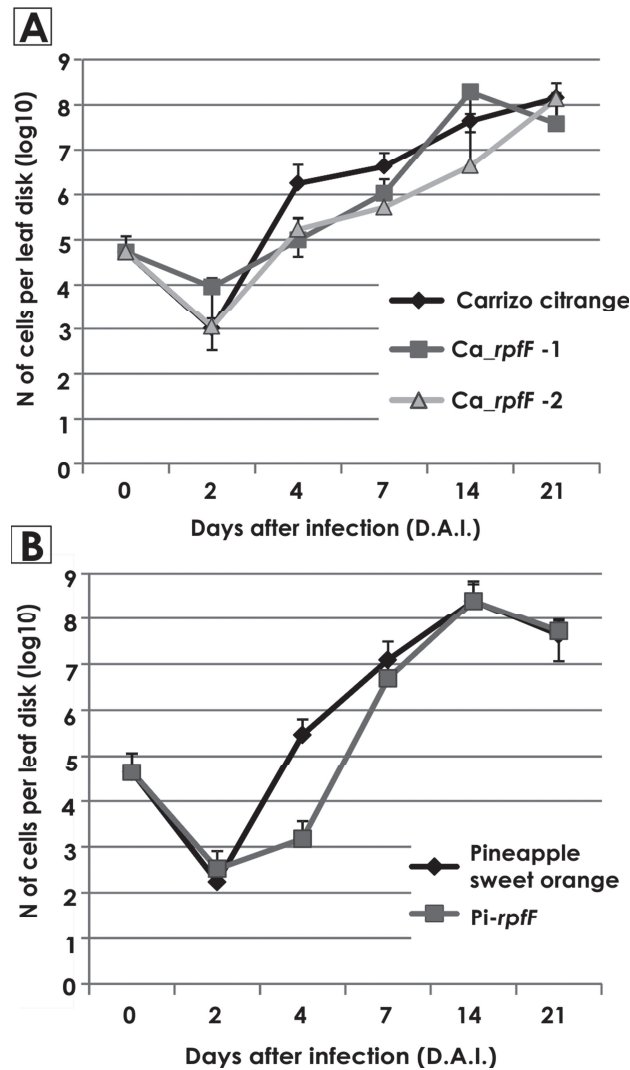 A
N of cells per leaf disk (log10)
9
8
7
6
5
4
3
2
1
0
0 2 4 7 14 21
Days after infection (D.A.I.)
Carrizo citrange
Ca_rpfF -1
Ca_rpfF -2
B
N of cells per leaf disk (log10)
9
8
7
6
5
4
3
2
1
0
0 2 4 7 14 21
Days after infection (D.A.I.)
Pineapple
sweet orange
Pi-rpfF